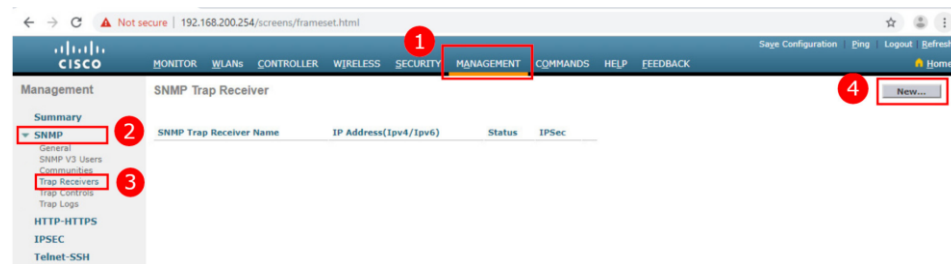 Not secure | 192.168.200.254/screens/frameset.html
1
Save Configuration Ping Logout Refresh
CISCO MONITOR WLANs CONTROLLER WIRELESS SECURITY MANAGEMENT COMMANDS HELP FEEDBACK Home
Management
SNMP Trap Receiver
4
New...
Summary
SNMP
2
SNMP Trap Receiver Name IP Address(Ipv4/Ipv6) Status IPSec
General
SNMP V3 Users
Communities
Trap Receivers
3
Trap Controls
Trap Logs
HTTP-HTTPS
IPSEC
Telnet-SSH